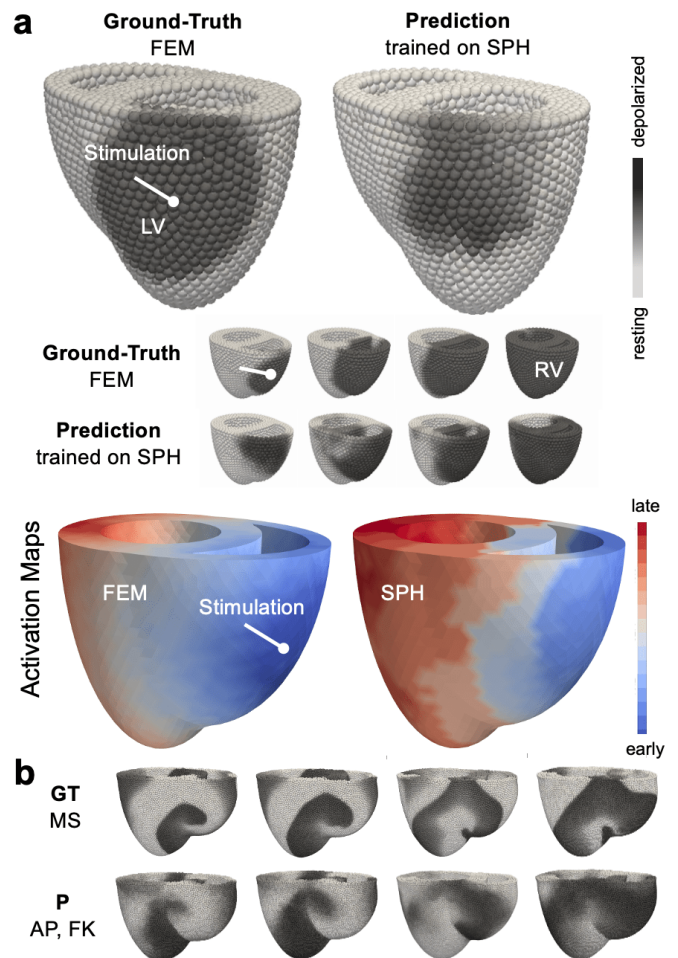 a
Ground-Truth
FEM
Prediction
trained on SPH
Stimulation
LV
depolarized
resting
Ground-Truth
FEM
RV
Prediction
trained on SPH
Activation Maps
FEM
Stimulation
SPH
late
early
b
GT
MS
P
AP, FK